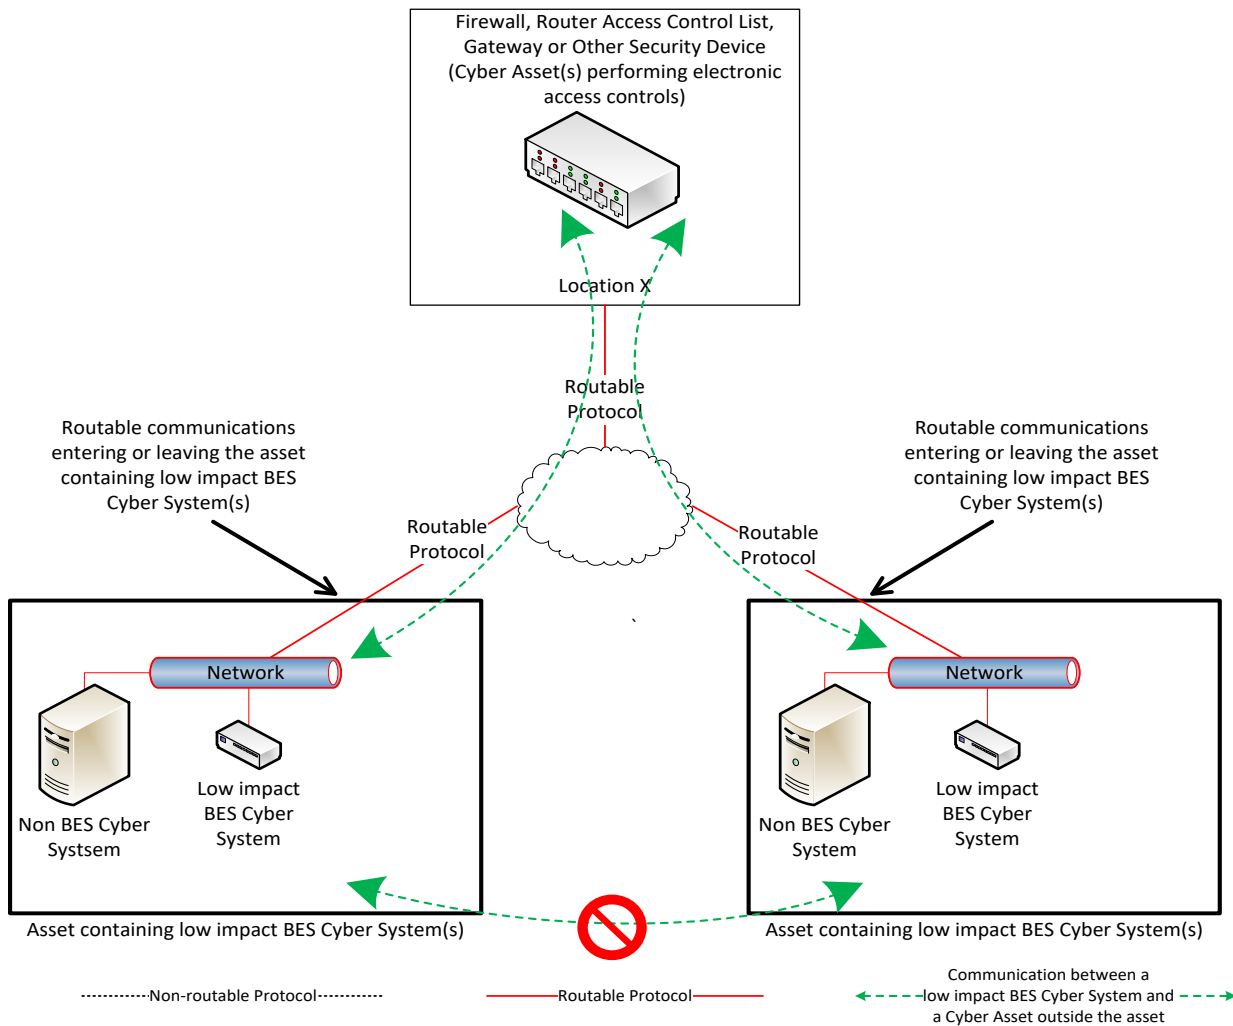 Firewall, Router Access Control List,
Gateway or Other Security Device
(Cyber Asset(s) performing electronic
access controls)
Location X
Routable
Protocol
Routable communications
entering or leaving the asset
containing low impact BES
Cyber System(s)
Routable communications
entering or leaving the asset
containing low impact BES
Cyber System(s)
Routable
Protocol
Routable
Protocol
Network
Non BES Cyber
Systsem
Low impact
BES Cyber
System
Network
Non BES Cyber
System
Low impact
BES Cyber
System
Asset containing low impact BES Cyber System(s)
Asset containing low impact BES Cyber System(s)
Non-routable Protocol
Routable Protocol
Communication between a
low impact BES Cyber System and
a Cyber Asset outside the asset